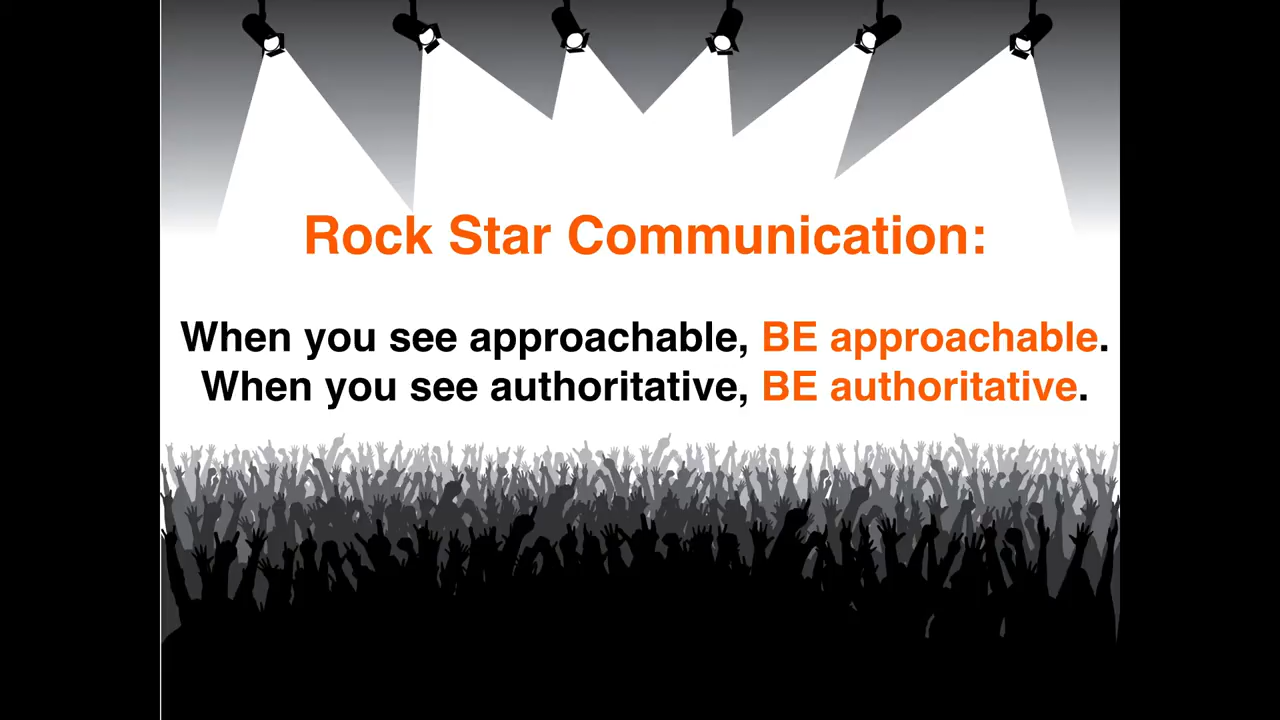 Rock Star Communication:
When you see approachable, BE approachable.
When you see authoritative, BE authoritative.